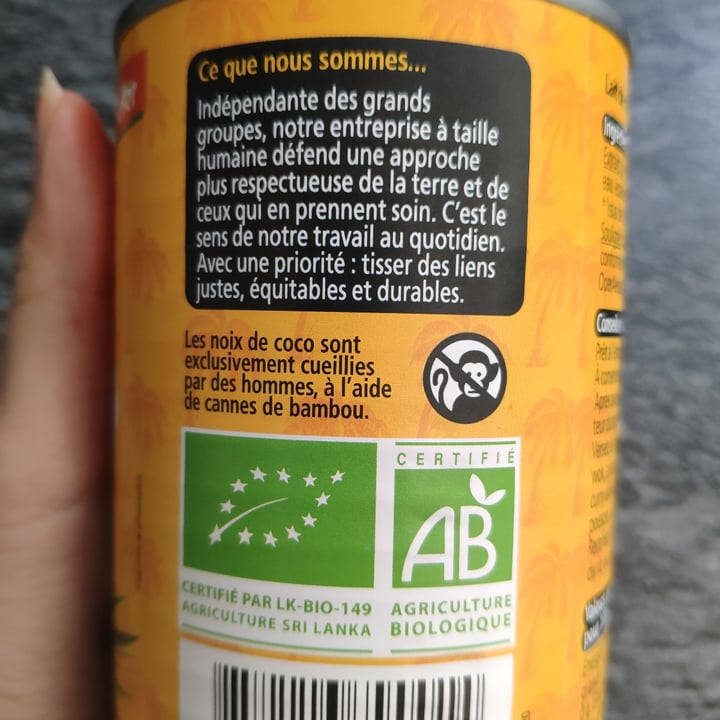 Ce que nous sommes...
Indépendante des grands
groupes, notre entreprise à taille
humaine défend une approche
plus respectueuse de la terre et de
ceux qui en prennent soin. C'est le
sens de notre travail au quotidien.
Avec une priorité : tisser des liens
justes, équitables et durables.
Les noix de coco sont
exclusivement cueillies
par des hommes, à l'aide
de cannes de bambou.
CERTIFIÉ
AB
CERTIFIÉ PAR LK-BIO-149
AGRICULTURE SRI LANKA
AGRICULTURE
BIOLOGIQUE
Lait